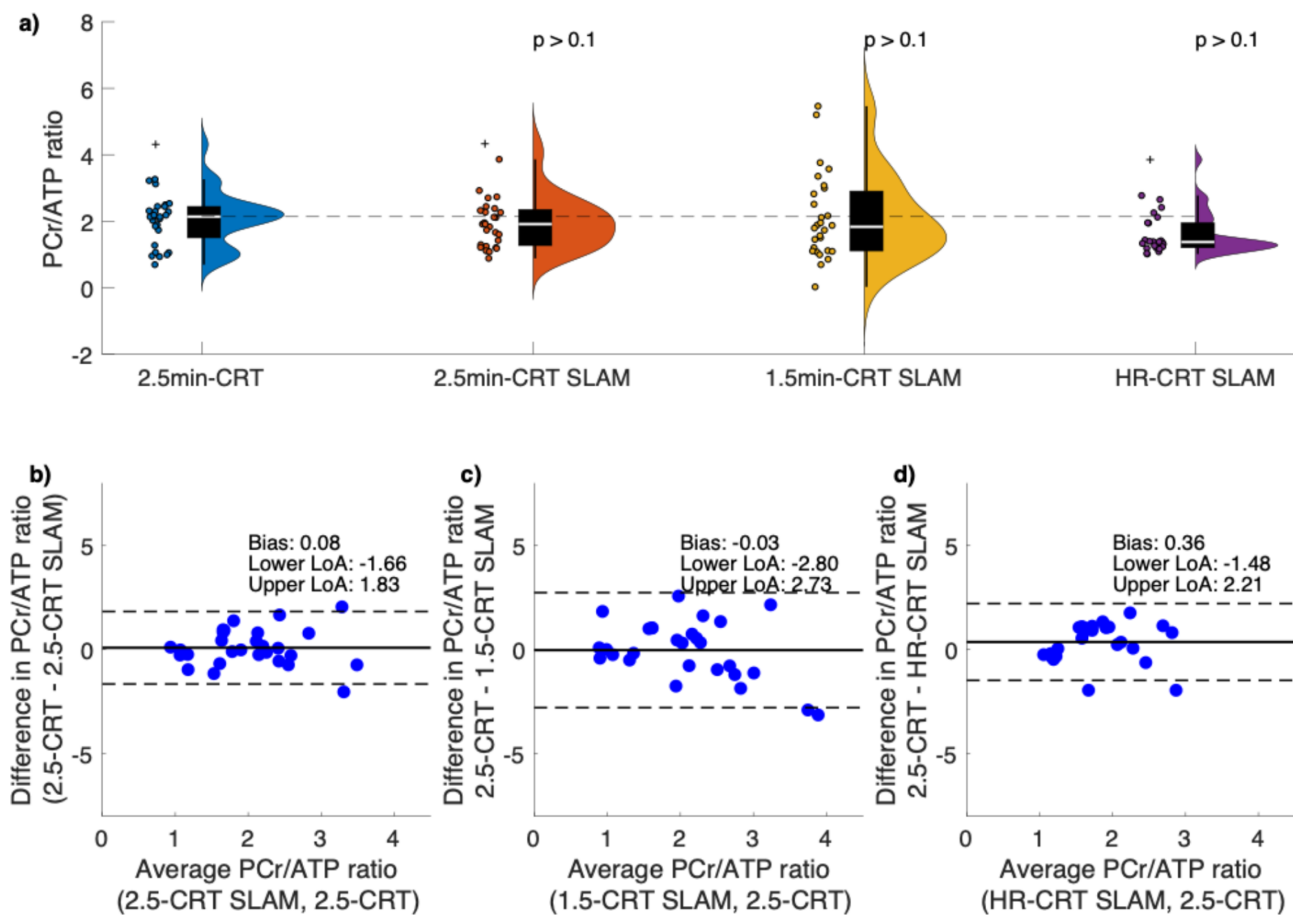 a)
8
6
4
2
0
-2
PCr/ATP ratio
p > 0.1
p > 0.1
p > 0.1
2.5min-CRT
2.5min-CRT SLAM
1.5min-CRT SLAM
HR-CRT SLAM
b)
Difference in PCr/ATP ratio
(2.5-CRT - 2.5-CRT SLAM)
5
0
-5
Bias: 0.08
Lower LoA: -1.66
Upper LoA: 1.83
0 1 2 3 4
Average PCr/ATP ratio
(2.5-CRT SLAM, 2.5-CRT)
c)
Difference in PCr/ATP ratio
2.5-CRT - 1.5-CRT SLAM
5
0
-5
Bias: -0.03
Lower LoA: -2.80
Upper LoA: 2.73
0 1 2 3 4
Average PCr/ATP ratio
(1.5-CRT SLAM, 2.5-CRT)
d)
Difference in PCr/ATP ratio
2.5-CRT - HR-CRT SLAM
5
0
-5
Bias: 0.36
Lower LoA: -1.48
Upper LoA: 2.21
0 1 2 3 4
Average PCr/ATP ratio
(HR-CRT SLAM, 2.5-CRT)